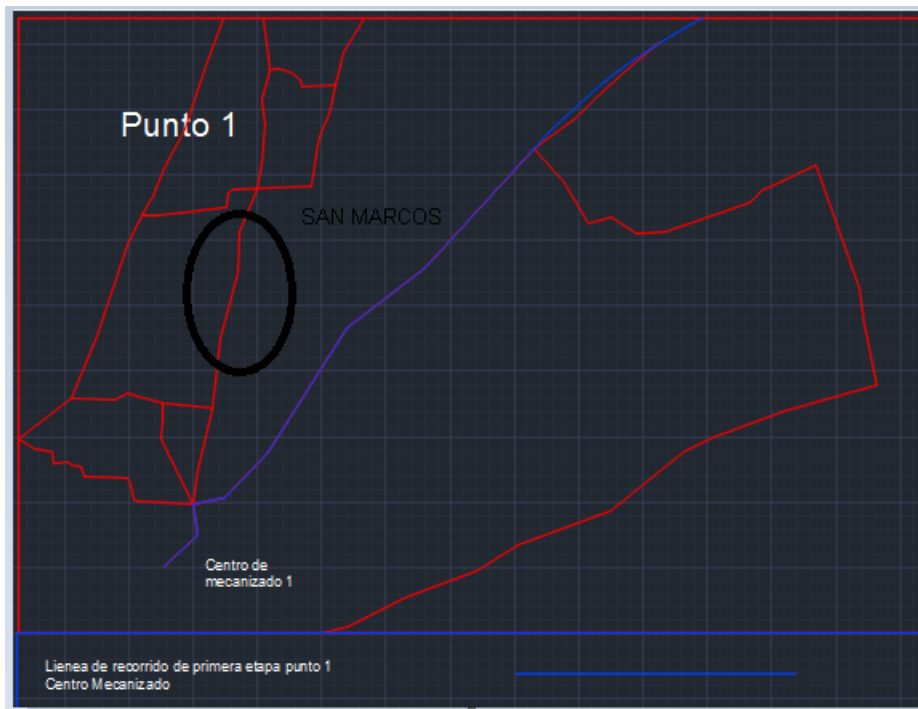 Punto 1
SAN MARCOS
Centro de
mecanizado 1
Lienea de recorrido de primera etapa punto 1
Centro Mecanizado